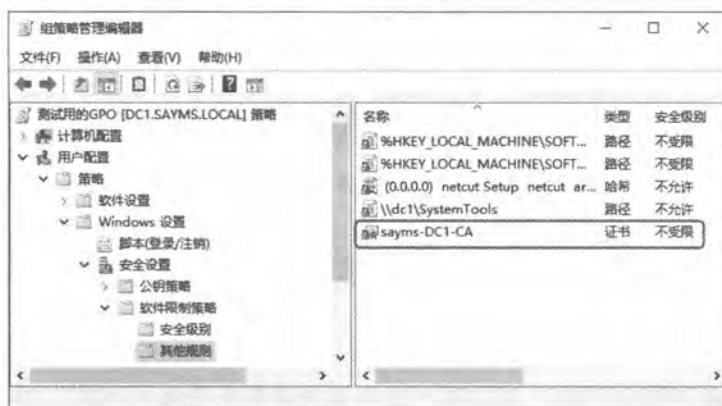 组策略管理编辑器
文件(F) 操作(A) 查看(V) 帮助(H)
测试用的GPO [DC1.SAYMS.LOCAL] 策略
计算机配置
用户配置
策略
软件设置
Windows 设置
脚本(登录/注销)
安全设置
公钥策略
软件限制策略
安全级别
其他规则
名称 类型 安全级别
%HKEY_LOCAL_MACHINE\SOFT... 路径 不受限
%HKEY_LOCAL_MACHINE\SOFT... 路径 不受限
(0.0.0.0) netcut Setup netcut ar... 哈希 不允许
\\dc1\SystemTools 路径 不允许
sayms-DC1-CA 证书 不受限